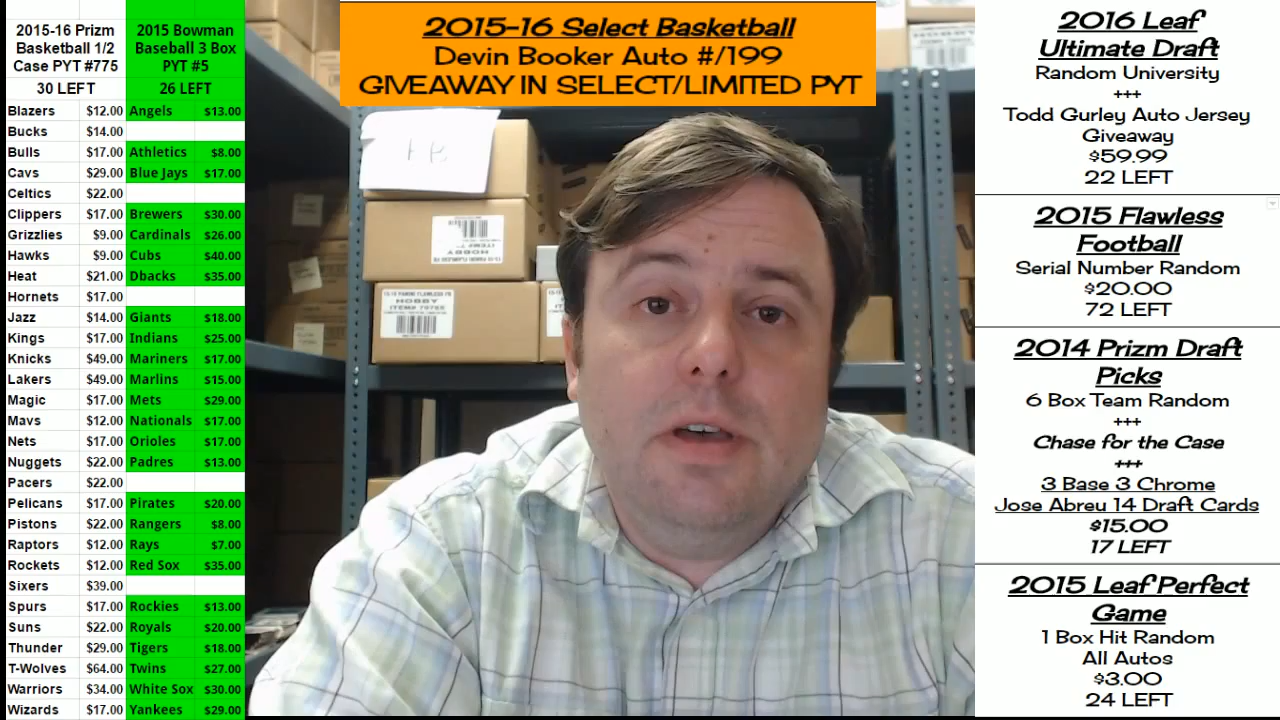 2015-16 Prizm
Basketball 1/2
Case PYT #775
30 LEFT
Blazers $12.00
Bucks $14.00
Bulls $17.00
Cavs $29.00
Celtics $22.00
Clippers $17.00
Grizzlies $9.00
Hawks $9.00
Heat $21.00
Hornets $17.00
Jazz $14.00
Kings $17.00
Knicks $49.00
Lakers $49.00
Magic $17.00
Mavs $12.00
Nets $17.00
Nuggets $22.00
Pacers $22.00
Pelicans $17.00
Pistons $22.00
Raptors $12.00
Rockets $12.00
Sixers $39.00
Spurs $17.00
Suns $22.00
Thunder $29.00
T-Wolves $64.00
Warriors $34.00
Wizards $17.00
2015 Bowman
Baseball 3 Box
PYT #5
26 LEFT
Angels $13.00
Athletics $8.00
Blue Jays $17.00
Brewers $30.00
Cardinals $26.00
Cubs $40.00
Dbacks $35.00
Giants $18.00
Indians $25.00
Mariners $17.00
Marlins $15.00
Mets $29.00
Nationals $17.00
Orioles $17.00
Padres $13.00
Pirates $20.00
Rangers $8.00
Rays $7.00
Red Sox $35.00
Rockies $13.00
Royals $20.00
Tigers $18.00
Twins $27.00
White Sox $30.00
Yankees $29.00
2015-16 Select Basketball
Devin Booker Auto #/199
GIVEAWAY IN SELECT/LIMITED PYT
HOBBY
HOBBY
2016 Leaf
Ultimate Draft
Random University
+++
Todd Gurley Auto Jersey
Giveaway
$59.99
22 LEFT
2015 Flawless
Football
Serial Number Random
$20.00
72 LEFT
2014 Prizm Draft
Picks
6 Box Team Random
+++
Chase for the Case
+++
3 Base 3 Chrome
Jose Abreu 14 Draft Cards
$15.00
17 LEFT
2015 Leaf Perfect
Game
1 Box Hit Random
All Autos
$3.00
24 LEFT